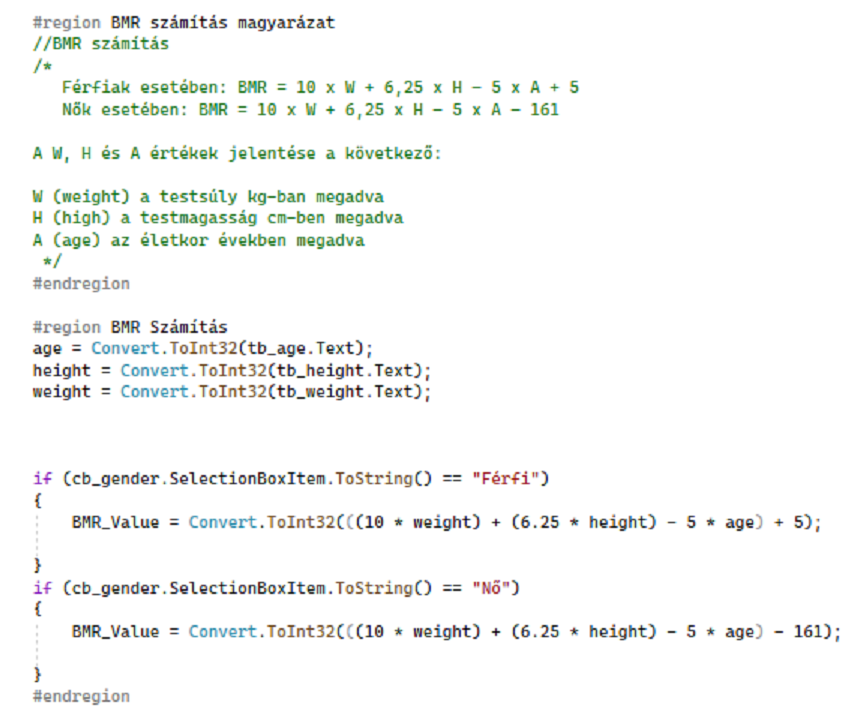 #region BMR számítás magyarázat
//BMR számítás
/*
Férfiak esetében: BMR = 10 x W + 6,25 x H – 5 x A + 5
Nők esetében: BMR = 10 x W + 6,25 x H – 5 x A – 161
A W, H és A értékek jelentése a következő:
W (weight) a testsúly kg-ban megadva
H (high) a testmagasság cm-ben megadva
A (age) az életkor években megadva
*/
#endregion
#region BMR Számítás
age = Convert.ToInt32(tb_age.Text);
height = Convert.ToInt32(tb_height.Text);
weight = Convert.ToInt32(tb_weight.Text);
if (cb_gender.SelectionBoxItem.ToString() == "Férfi")
{
BMR_Value = Convert.ToInt32(((10 * weight) + (6.25 * height) - 5 * age) + 5);
}
if (cb_gender.SelectionBoxItem.ToString() == "Nő")
{
BMR_Value = Convert.ToInt32(((10 * weight) + (6.25 * height) - 5 * age) - 161);
}
#endregion